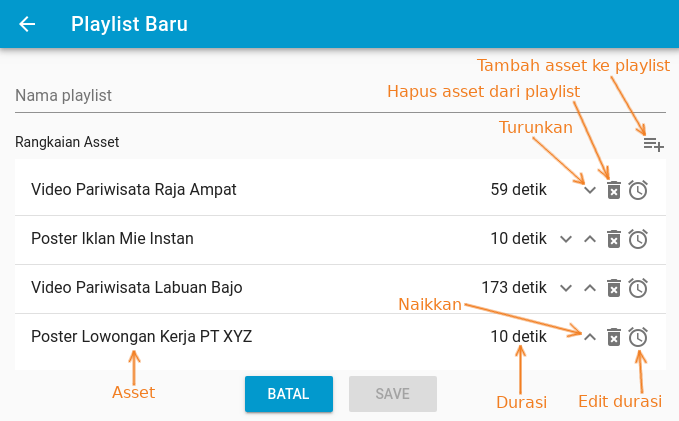 Playlist Baru
Tambah asset ke playlist
Hapus asset dari playlist
Nama playlist
Turunkan
Rangkaian Asset
Video Pariwisata Raja Ampat 59 detik
Poster Iklan Mie Instan 10 detik
Video Pariwisata Labuan Bajo 173 detik
Naikkan
Poster Lowongan Kerja PT XYZ 10 detik
Asset
BATAL
SAVE
Durasi
Edit durasi